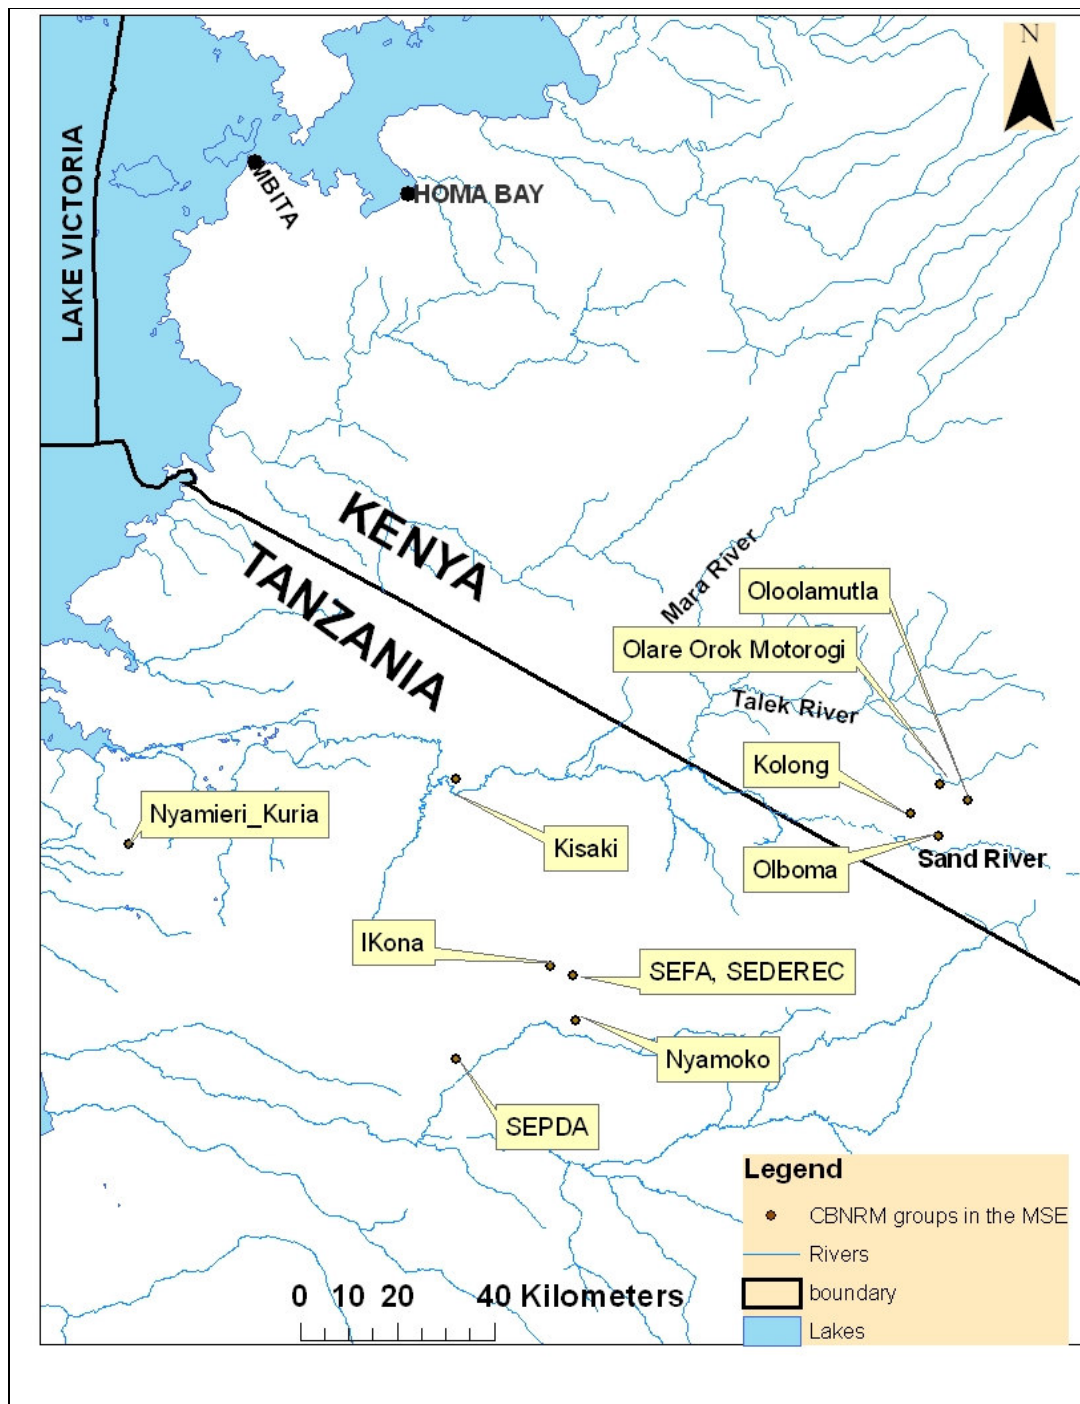 N
LAKE VICTORIA
MBITA
HOMA BAY
KENYA
TANZANIA
Mara River
Oloolamutla
Olare Orok Motorogi
Talek River
Kolong
Nyamieri_Kuria
Kisaki
Olboma
Sand River
IKona
SEFA, SEDEREC
Nyamoko
SEPDA
Legend
CBNRM groups in the MSE
Rivers
boundary
Lakes
0 10 20 40 Kilometers